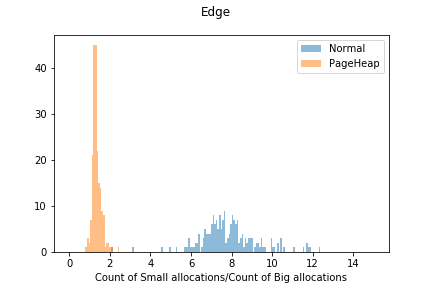 Edge
Normal
PageHeap
40
30
20
10
0
0 2 4 6 8 10 12 14
Count of Small allocations/Count of Big allocations